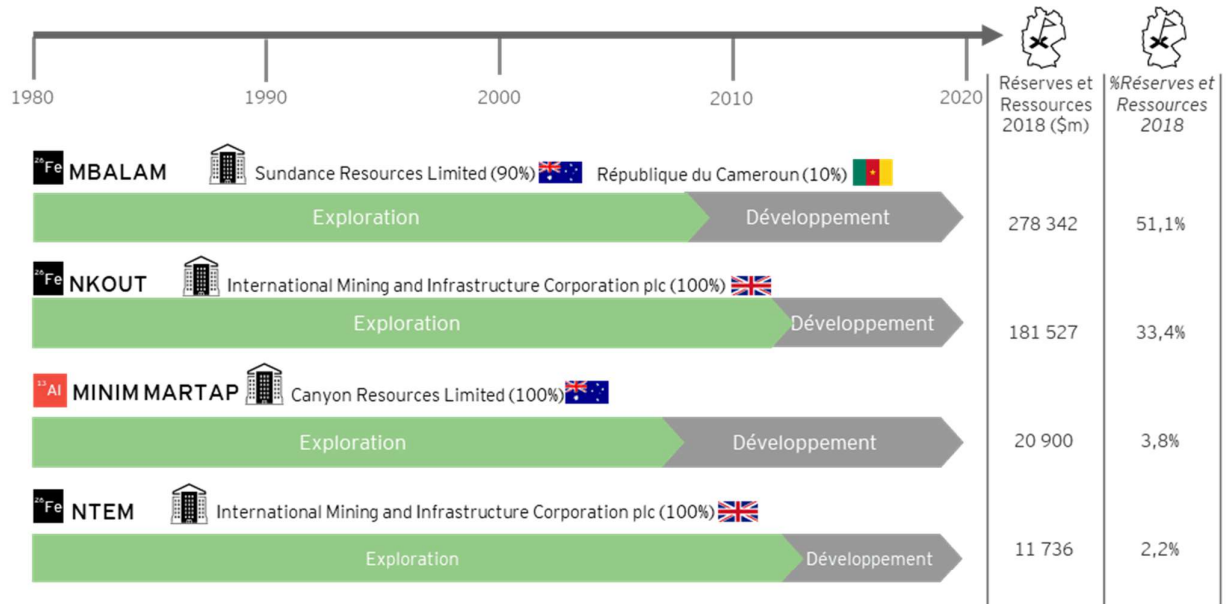 1980
1990
2000
2010
2020
Réserves et
Ressources
2018 ($m)
%Réserves et
Ressources
2018
26Fe MBALAM
Sundance Resources Limited (90%)
République du Cameroun (10%)
Exploration
Développement
278 342
51,1%
26Fe NKOUT
International Mining and Infrastructure Corporation plc (100%)
Exploration
Développement
181 527
33,4%
13Al MINIM MARTAP
Canyon Resources Limited (100%)
Exploration
Développement
20 900
3,8%
26Fe NTEM
International Mining and Infrastructure Corporation plc (100%)
Exploration
Développement
11 736
2,2%